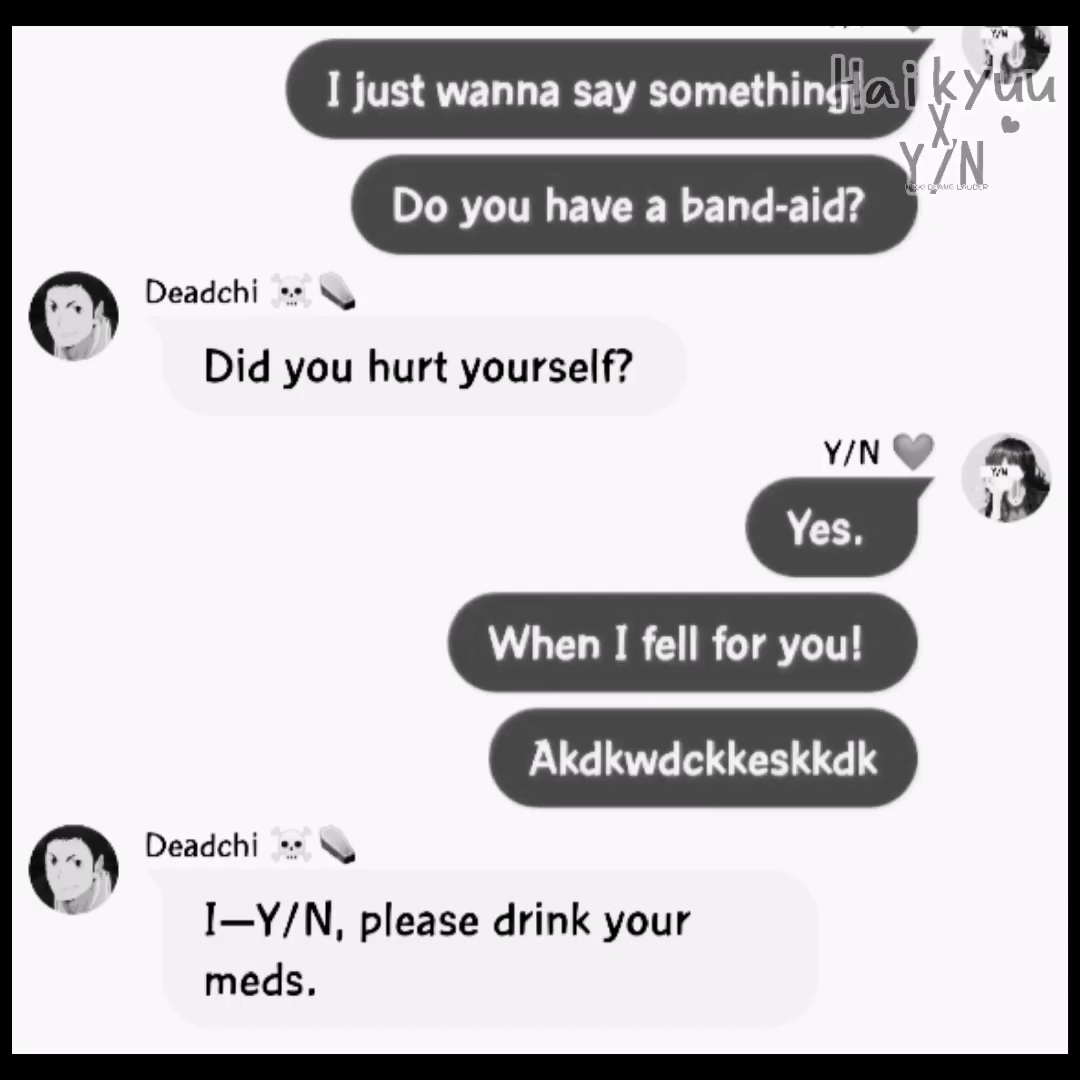 I just wanna say something
Haikyuu
X
Y/N
Do you have a band-aid?
Deadchi ☠️⚰️
Did you hurt yourself?
Y/N 🤍
Y/N
Yes.
When I fell for you!
Akdkwdckkeskkdk
Deadchi ☠️⚰️
I—Y/N, please drink your
meds.